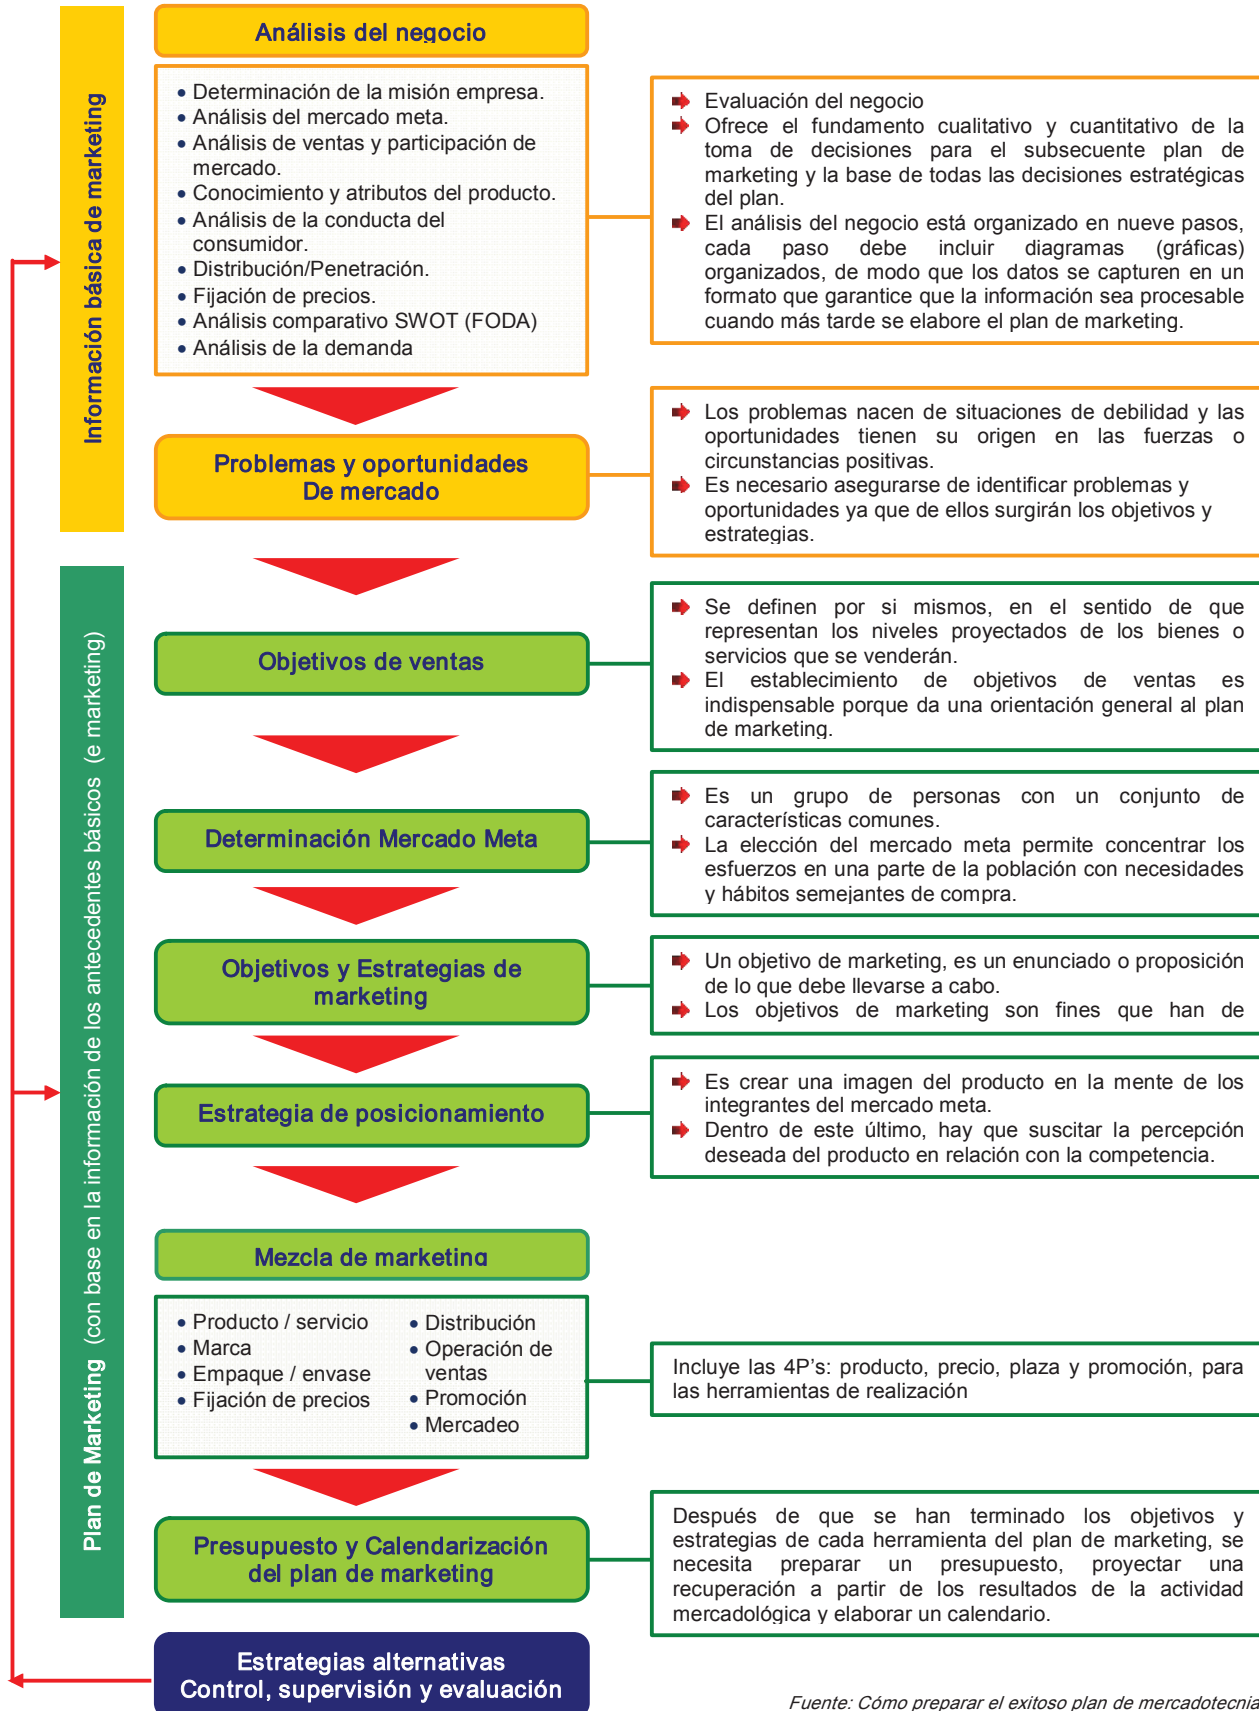 Análisis del negocio
Información básica de marketing
• Determinación de la misión empresa.
• Análisis del mercado meta.
• Análisis de ventas y participación de
mercado.
• Conocimiento y atributos del producto.
• Análisis de la conducta del
consumidor.
• Distribución/Penetración.
• Fijación de precios.
• Análisis comparativo SWOT (FODA)
• Análisis de la demanda
Evaluación del negocio
Ofrece el fundamento cualitativo y cuantitativo de la
toma de decisiones para el subsecuente plan de
marketing y la base de todas las decisiones estratégicas
del plan.
El análisis del negocio está organizado en nueve pasos,
cada paso debe incluir diagramas (gráficas)
organizados, de modo que los datos se capturen en un
formato que garantice que la información sea procesable
cuando más tarde se elabore el plan de marketing.
Problemas y oportunidades
De mercado
Los problemas nacen de situaciones de debilidad y las
oportunidades tienen su origen en las fuerzas o
circunstancias positivas.
Es necesario asegurarse de identificar problemas y
oportunidades ya que de ellos surgirán los objetivos y
estrategias.
Plan de Marketing (con base en la información de los antecedentes básicos (e marketing)
Objetivos de ventas
Se definen por si mismos, en el sentido de que
representan los niveles proyectados de los bienes o
servicios que se venderán.
El establecimiento de objetivos de ventas es
indispensable porque da una orientación general al plan
de marketing.
Determinación Mercado Meta
Es un grupo de personas con un conjunto de
características comunes.
La elección del mercado meta permite concentrar los
esfuerzos en una parte de la población con necesidades
y hábitos semejantes de compra.
Objetivos y Estrategias de
marketing
Un objetivo de marketing, es un enunciado o proposición
de lo que debe llevarse a cabo.
Los objetivos de marketing son fines que han de
Estrategia de posicionamiento
Es crear una imagen del producto en la mente de los
integrantes del mercado meta.
Dentro de este último, hay que suscitar la percepción
deseada del producto en relación con la competencia.
Mezcla de marketing
• Producto / servicio
• Marca
• Empaque / envase
• Fijación de precios
• Distribución
• Operación de
ventas
• Promoción
• Mercadeo
Incluye las 4P's: producto, precio, plaza y promoción, para
las herramientas de realización
Presupuesto y Calendarización
del plan de marketing
Después de que se han terminado los objetivos y
estrategias de cada herramienta del plan de marketing, se
necesita preparar un presupuesto, proyectar una
recuperación a partir de los resultados de la actividad
mercadológica y elaborar un calendario.
Estrategias alternativas
Control, supervisión y evaluación
Fuente: Cómo preparar el exitoso plan de mercadotecnia